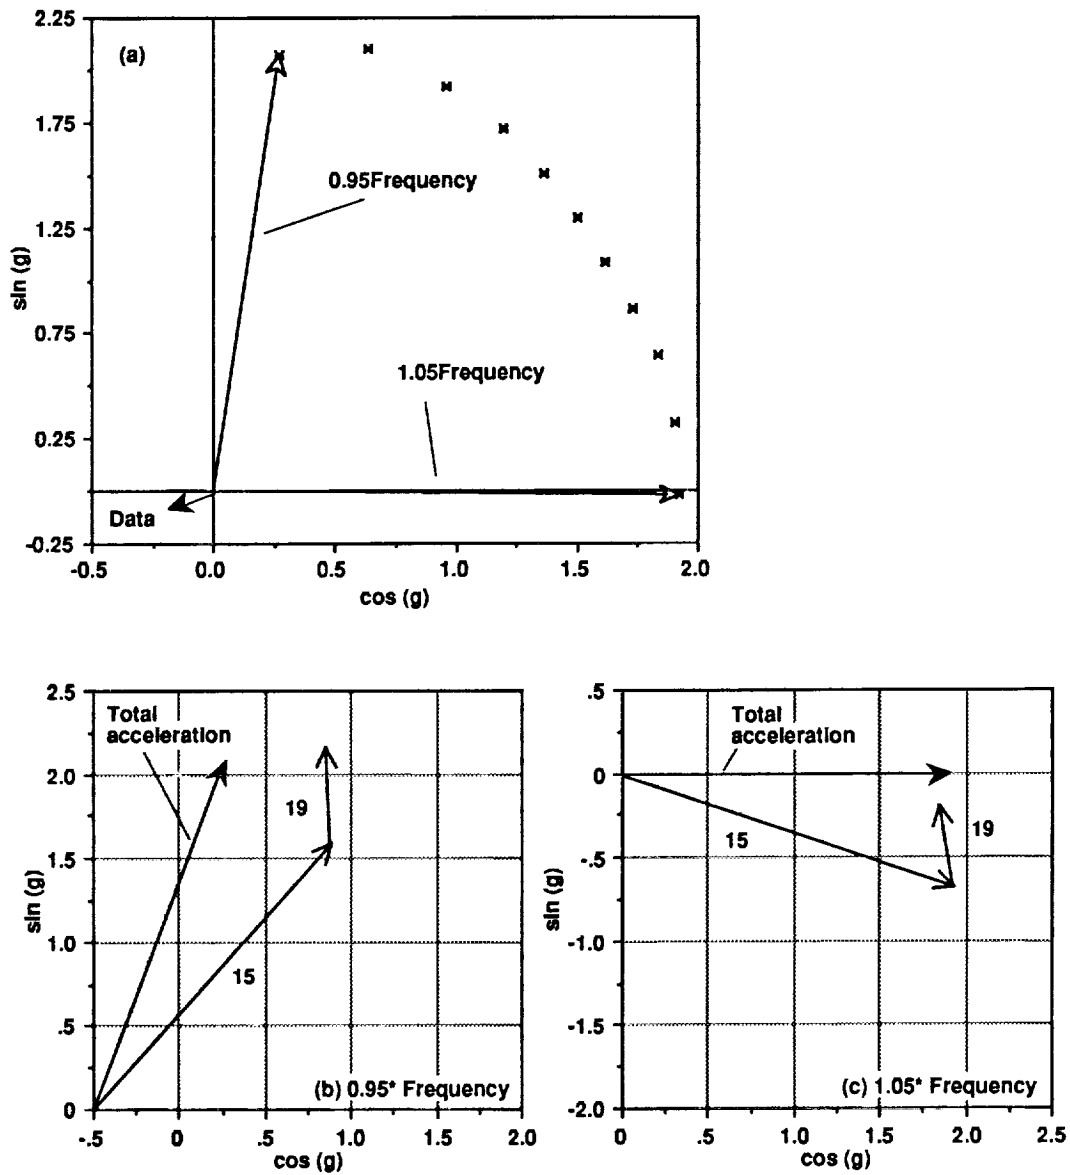 2.25
(a)
1.75
0.95Frequency
1.25
sin (g)
0.75
1.05Frequency
0.25
Data
-0.25
-0.5 0.0 0.5 1.0 1.5 2.0
cos (g)
2.5
Total
acceleration
2.0
19
1.5
sin (g)
1.0
15
.5
(b) 0.95* Frequency
0
-.5 0 .5 1.0 1.5 2.0
cos (g)
.5
Total
acceleration
0
19
15
-.5
sin (g)
-1.0
-1.5
(c) 1.05* Frequency
-2.0
0 .5 1.0 1.5 2.0 2.5
cos (g)